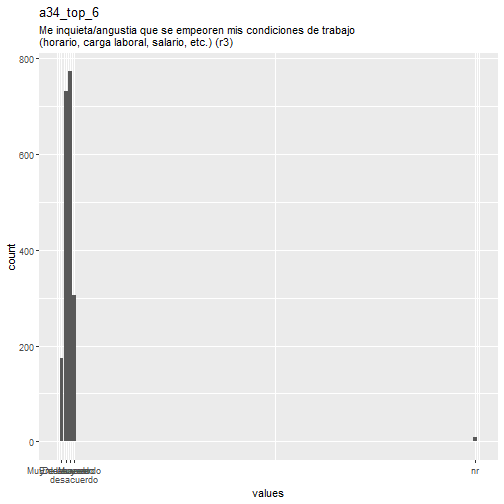 a34_top_6
Me inquieta/angustia que se empeoren mis condiciones de trabajo
(horario, carga laboral, salario, etc.) (r3)
800
600
400
200
0
count
desacuerdo
nr
values